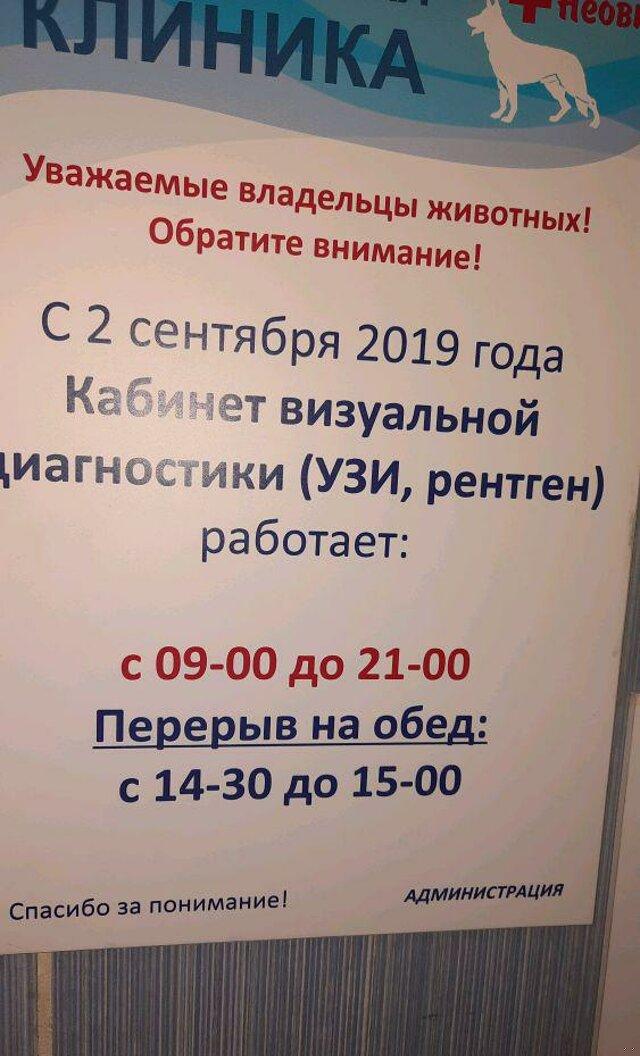 КЛИНИКА
Уважаемые владельцы животных!
Обратите внимание!
С 2 сентября 2019 года
Кабинет визуальной
диагностики (УЗИ, рентген)
работает:
с 09-00 до 21-00
Перерыв на обед:
с 14-30 до 15-00
Спасибо за понимание!
АДМИНИСТРАЦИЯ